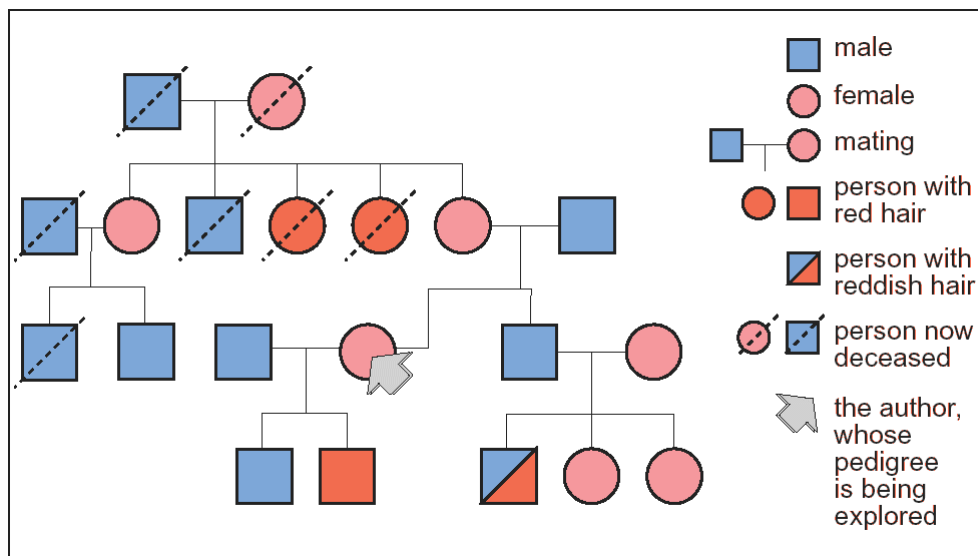 male
female
mating
person with
red hair
person with
reddish hair
person now
deceased
the author,
whose
pedigree
is being
explored